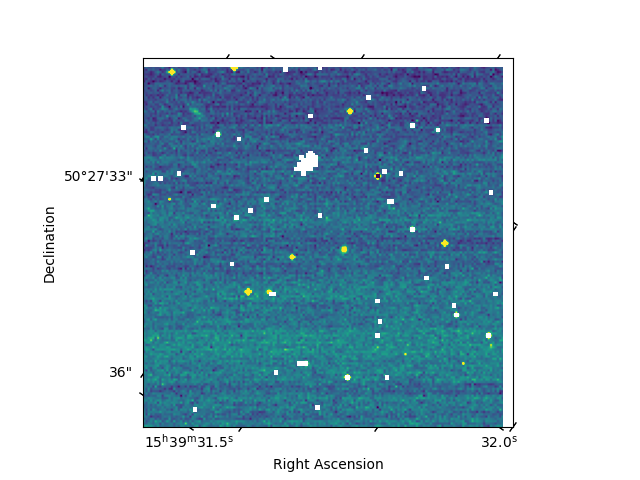 50°27'33"
Declination
36"
15ʰ39ᵐ31.5ˢ
32.0ˢ
Right Ascension